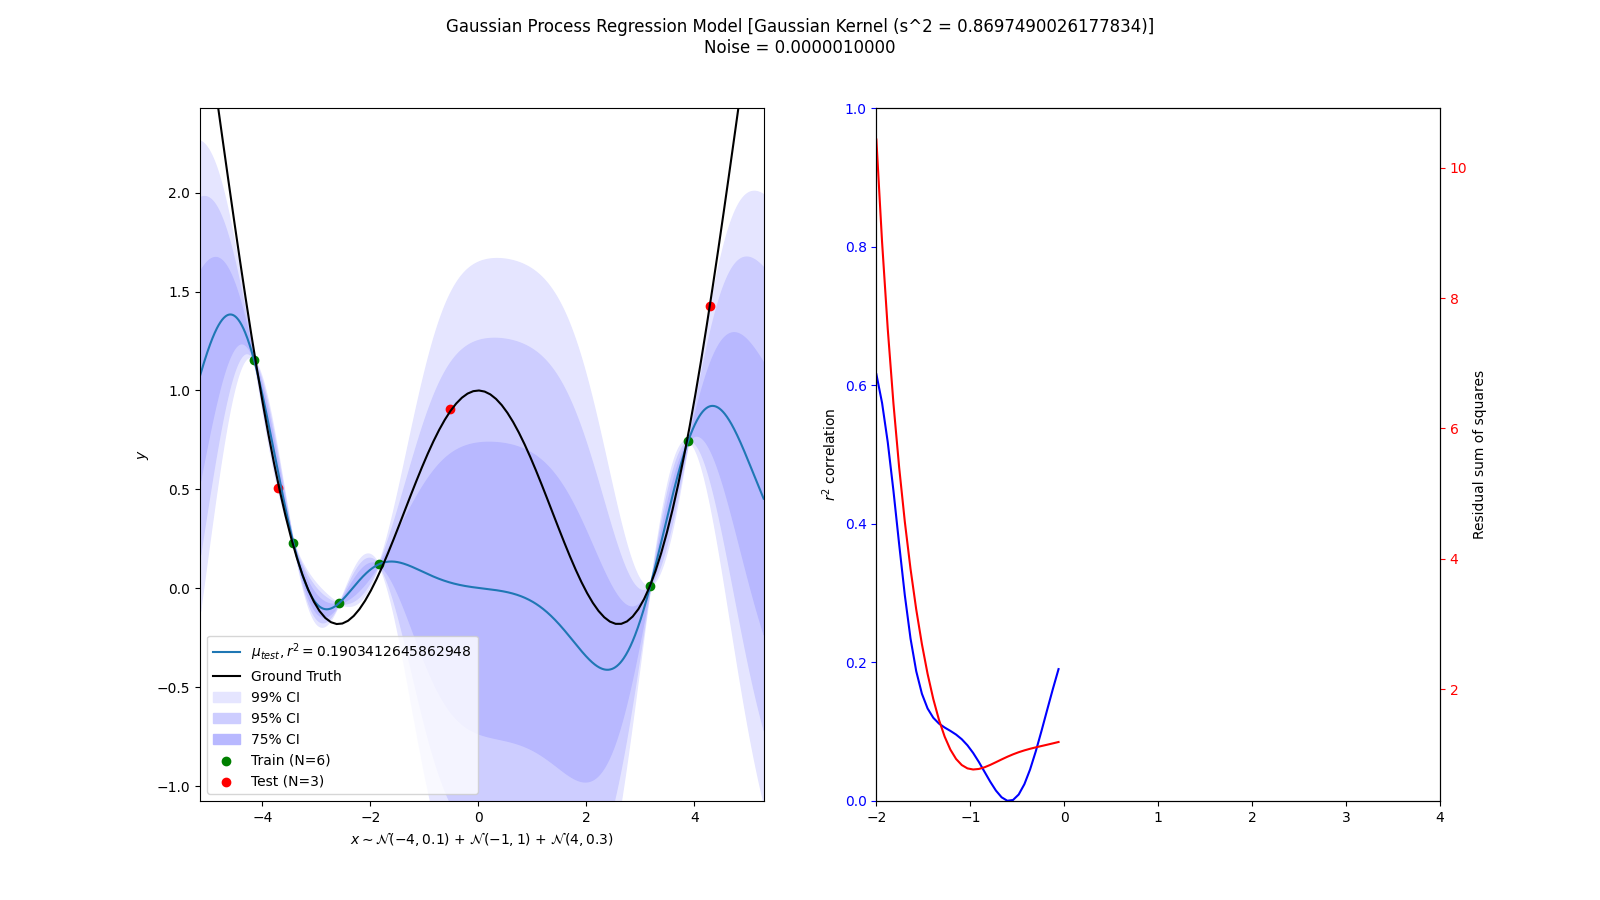 Gaussian Process Regression Model [Gaussian Kernel (s^2 = 0.8697490026177834)]
Noise = 0.0000010000
2.0
1.5
1.0
0.5
0.0
−0.5
−1.0
y
−4
−2
0
2
4
x ~ 𝒩(−4, 0.1) + 𝒩(−1, 1) + 𝒩(4, 0.3)
μ_test, r² = 0.1903412645862948
Ground Truth
99% CI
95% CI
75% CI
Train (N=6)
Test (N=3)
1.0
0.8
0.6
0.4
0.2
0.0
r² correlation
−2
−1
0
1
2
3
4
10
8
6
4
2
Residual sum of squares